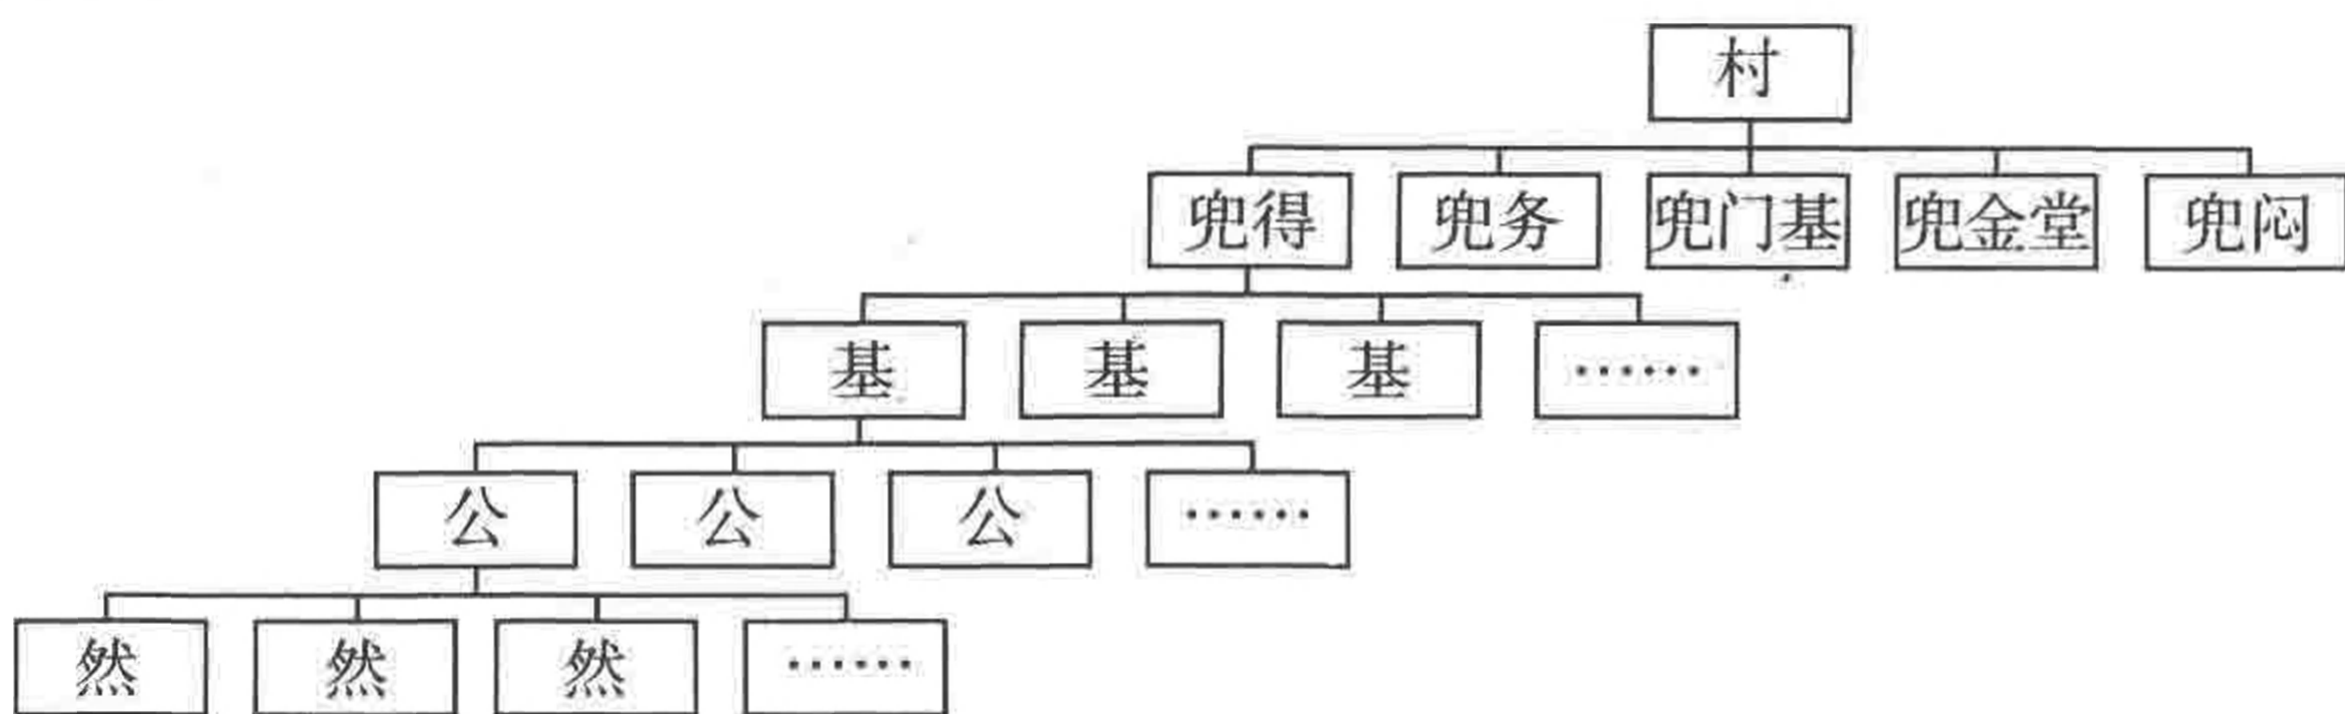 村
兜得 兜务 兜门基 兜金堂 兜闷
基 基 基 ······
公 公 公 ······
然 然 然 ······